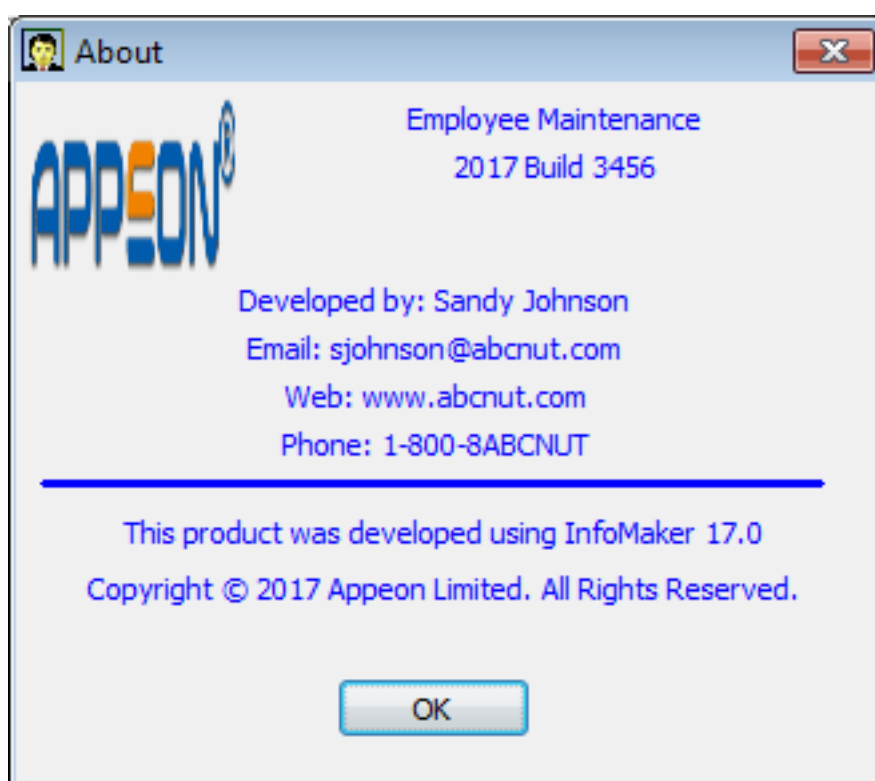 About
APPEON®
Employee Maintenance
2017 Build 3456
Developed by: Sandy Johnson
Email: sjohnson@abcnut.com
Web: www.abcnut.com
Phone: 1-800-8ABCNUT
This product was developed using InfoMaker 17.0
Copyright © 2017 Appeon Limited. All Rights Reserved.
OK